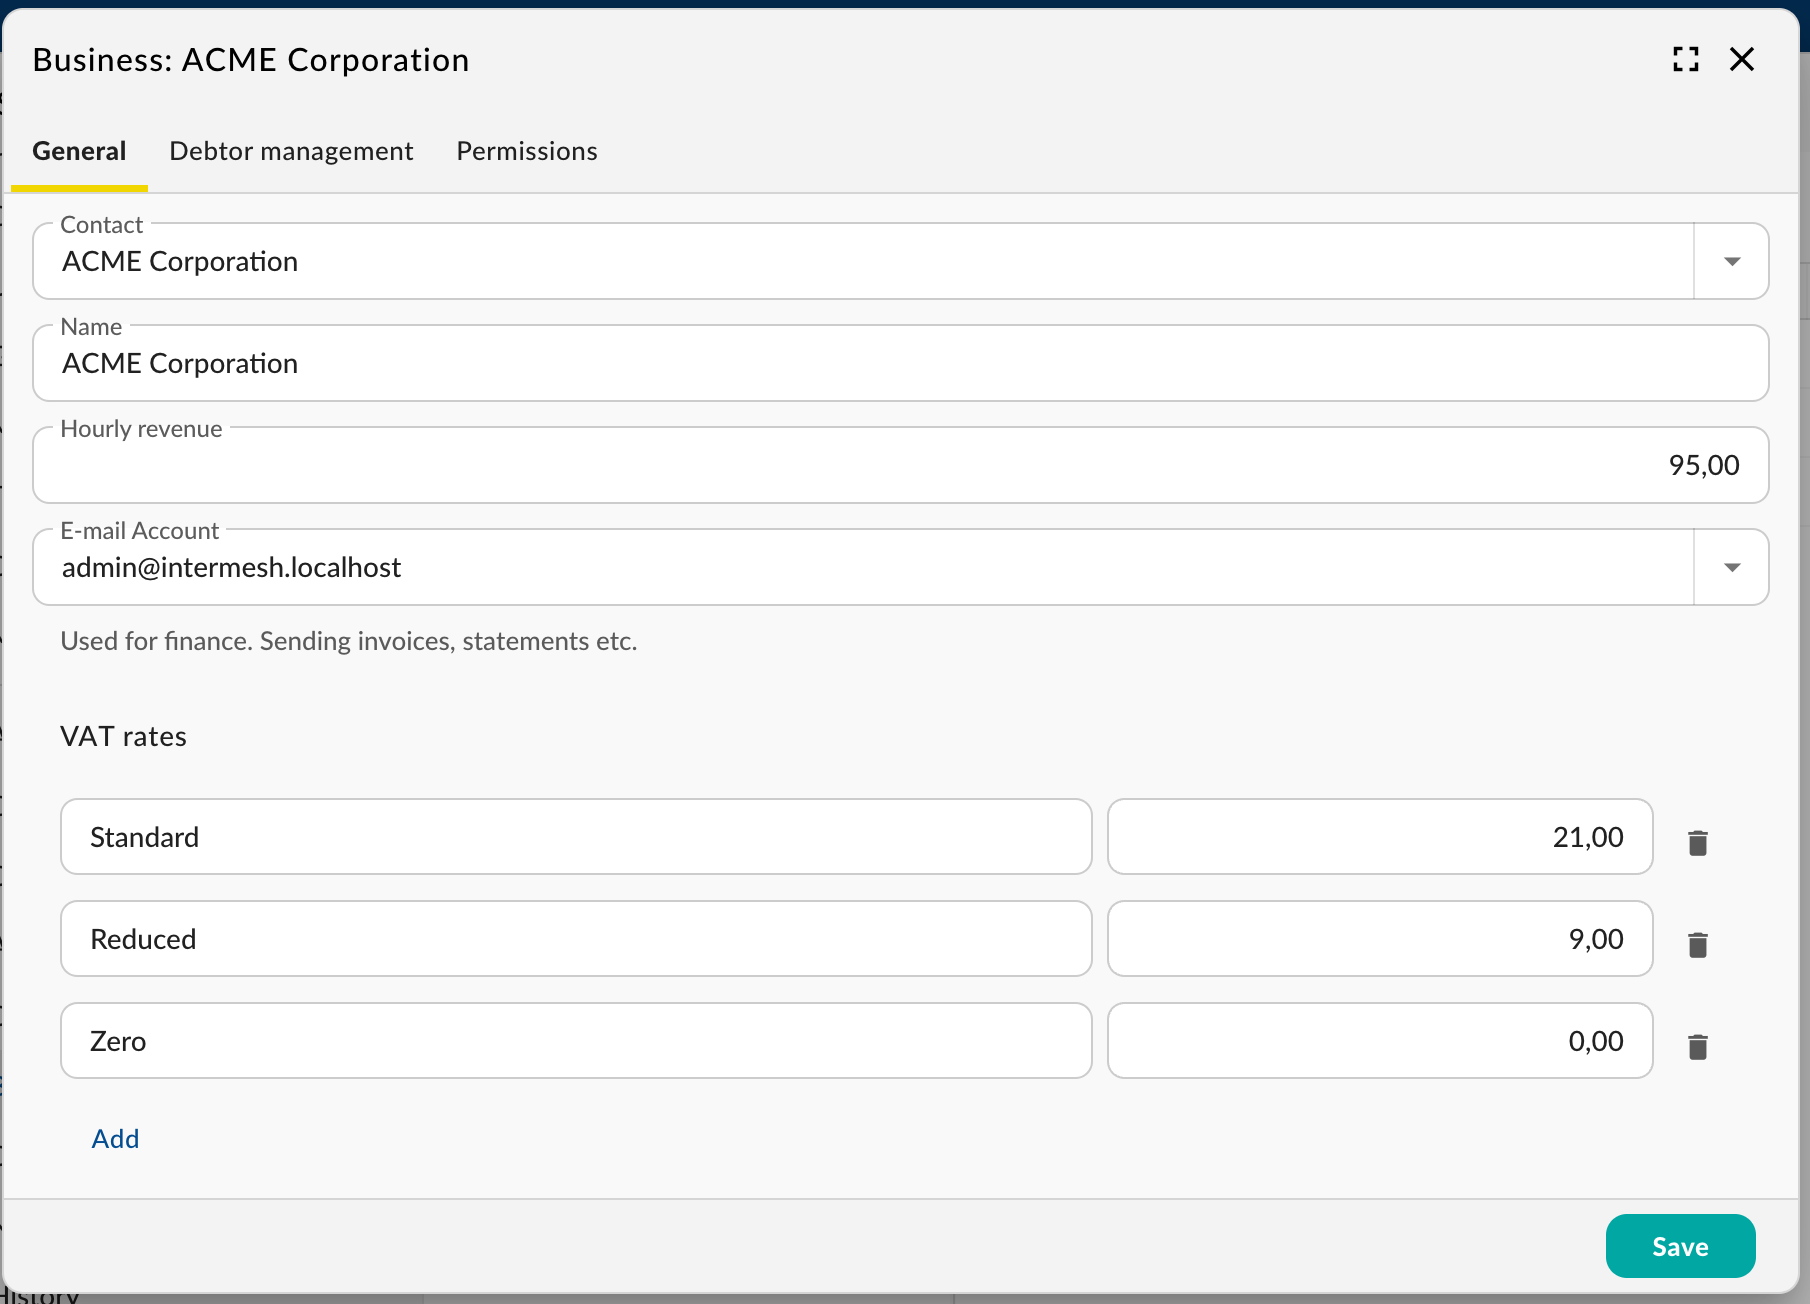 Business: ACME Corporation
General Debtor management Permissions
Contact
ACME Corporation
Name
ACME Corporation
Hourly revenue
95,00
E-mail Account
admin@intermesh.localhost
Used for finance. Sending invoices, statements etc.
VAT rates
Standard 21,00
Reduced 9,00
Zero 0,00
Add
Save
History